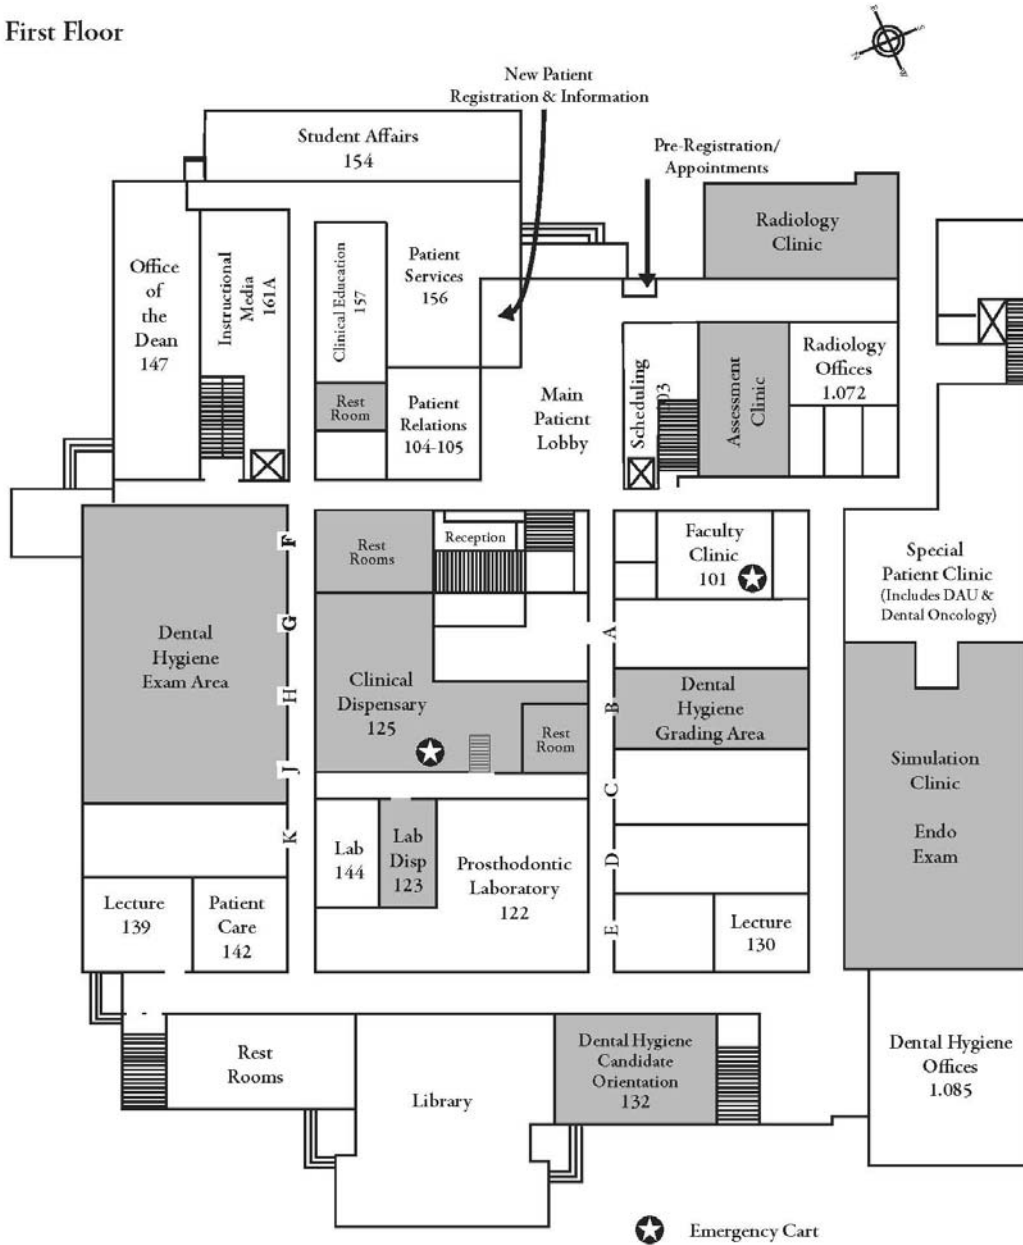 First Floor
E
S
N
W
New Patient
Registration & Information
Student Affairs
154
Pre-Registration/
Appointments
Radiology
Clinic
Office
of
the
Dean
147
Instructional
Media
161A
Clinical Education
157
Patient
Services
156
Rest
Room
Patient
Relations
104-105
Main
Patient
Lobby
Scheduling
103
Assessment
Clinic
Radiology
Offices
1.072
F
Rest
Rooms
Reception
Faculty
Clinic
101
Special
Patient Clinic
(Includes DAU &
Dental Oncology)
Dental
Hygiene
Exam Area
G
A
H
Clinical
Dispensary
125
B
Dental
Hygiene
Grading Area
Rest
Room
J
C
Simulation
Clinic
Endo
Exam
K
Lab
144
Lab
Disp
123
Prosthodontic
Laboratory
122
D
Lecture
139
Patient
Care
142
E
Lecture
130
Rest
Rooms
Library
Dental Hygiene
Candidate
Orientation
132
Dental Hygiene
Offices
1.085
Emergency Cart